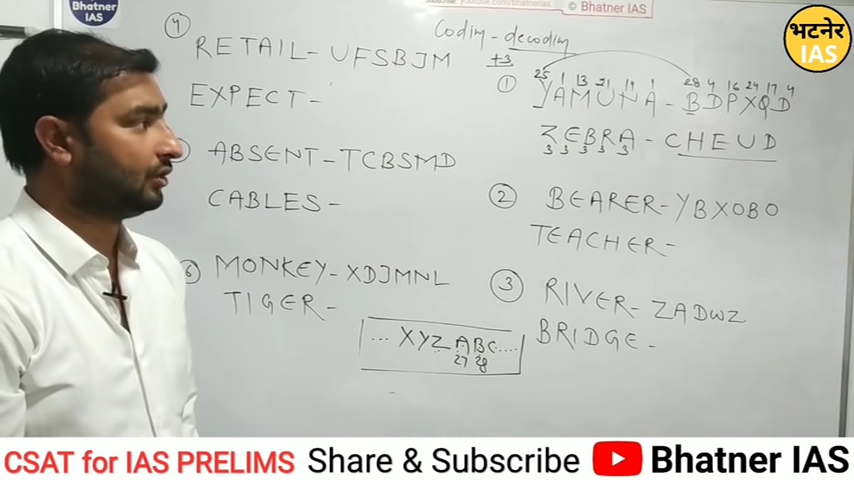 Bhatner
IAS
© Bhatner IAS
भटनेर
IAS
Coding - decoding
④
RETAIL - UFSBJM
EXPECT -
ABSENT - TCBSMD
CABLES -
⑥ MONKEY - XDJMNL
TIGER -
+3
25 1 13 21 14 1 28 4 16 24 17 4
① YAMUNA - BDPXQD
ZEBRA - CHEUD
3 3 3 3 3
② BEARER - YBXOBO
TEACHER -
③ RIVER - ZADWZ
BRIDGE -
... XYZABC....
27 28
CSAT for IAS PRELIMS Share & Subscribe YouTube Bhatner IAS